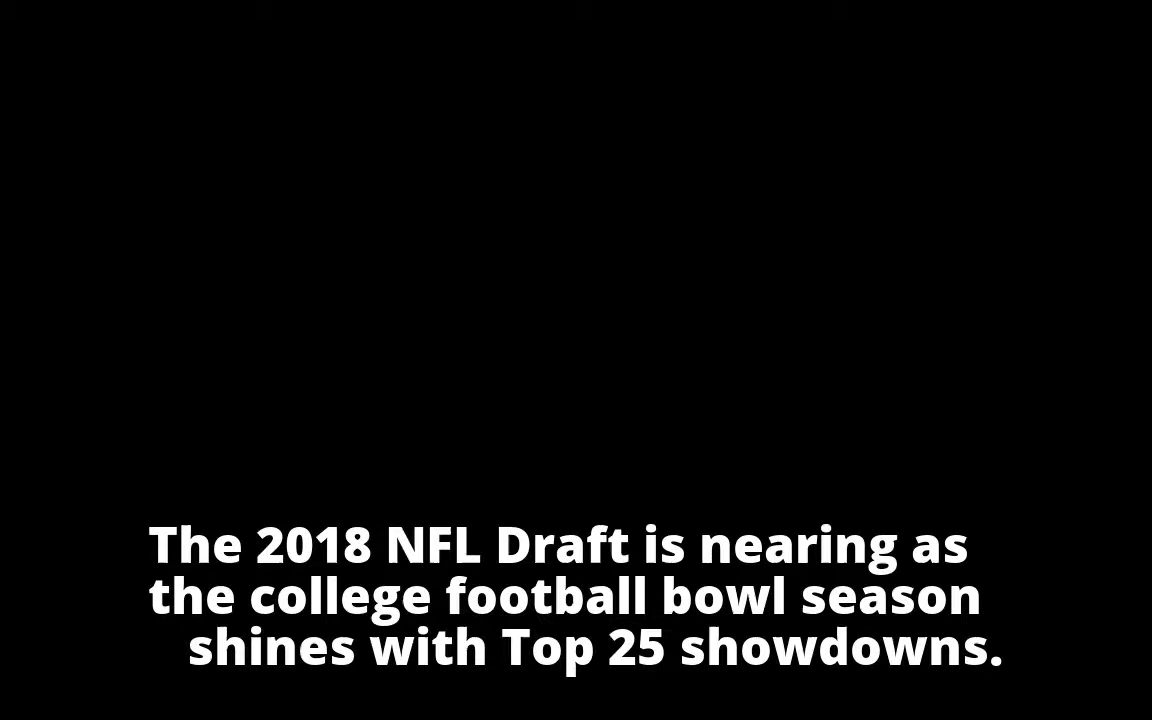 The 2018 NFL Draft is nearing as
the college football bowl season
shines with Top 25 showdowns.